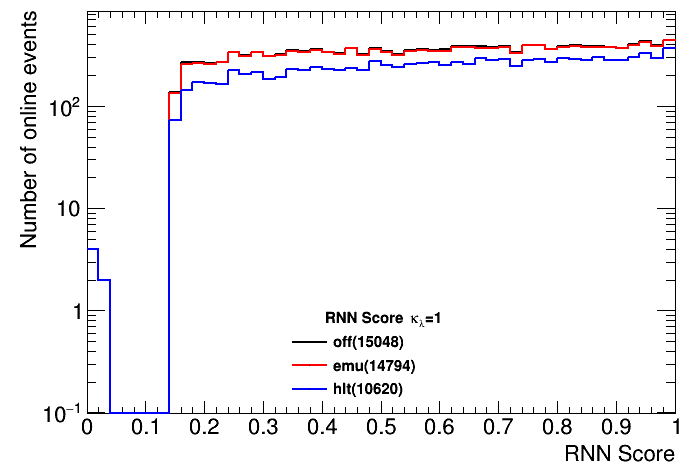 Number of online events
10²
10
1
10⁻¹
RNN Score κλ=1
off(15048)
emu(14794)
hlt(10620)
0 0.1 0.2 0.3 0.4 0.5 0.6 0.7 0.8 0.9 1
RNN Score